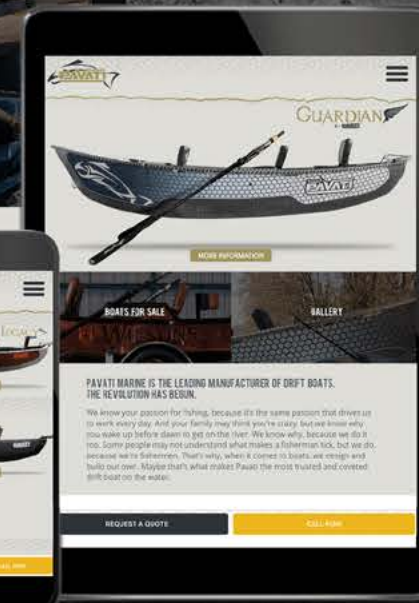 PAVATI
GUARDIAN
PAVATI
MORE INFORMATION
BOATS FOR SALE
GALLERY
PAVATI MARINE IS THE LEADING MANUFACTURER OF DRIFT BOATS.
THE REVOLUTION HAS BEGUN.
We know your passion for fishing, because it's the same passion that drives us
to work every day. And your family may think you're crazy, but we know why
you wake up before dawn to get on the river. We know why, because we do it
too. Some people may not understand what makes a fisherman tick, but we do,
because we're fishermen. That's why, when it comes to boats, we design and
build our own. Maybe that's what makes Pavati the most trusted and coveted
drift boat on the water.
REQUEST A QUOTE
CALL NOW
LEGACY